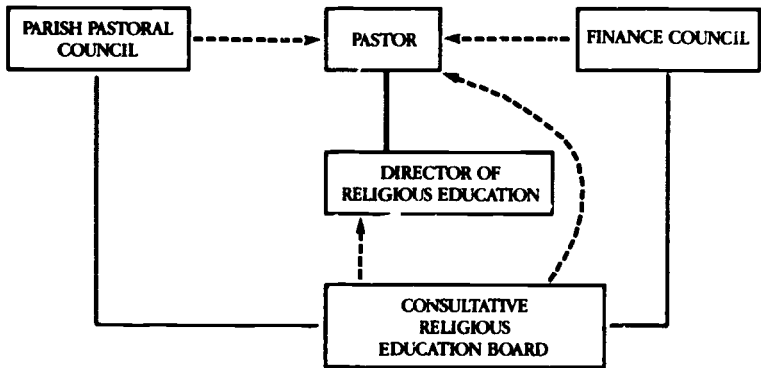 PARISH PASTORAL
COUNCIL
PASTOR
FINANCE COUNCIL
DIRECTOR OF
RELIGIOUS EDUCATION
CONSULTATIVE
RELIGIOUS
EDUCATION BOARD